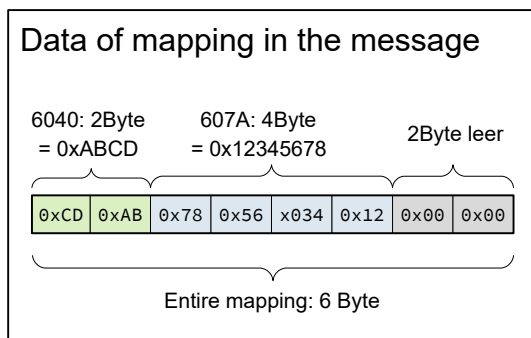 Data of mapping in the message
6040: 2Byte
= 0xABCD
607A: 4Byte
= 0x12345678
2Byte leer
0xCD 0xAB 0x78 0x56 x034 0x12 0x00 0x00
Entire mapping: 6 Byte